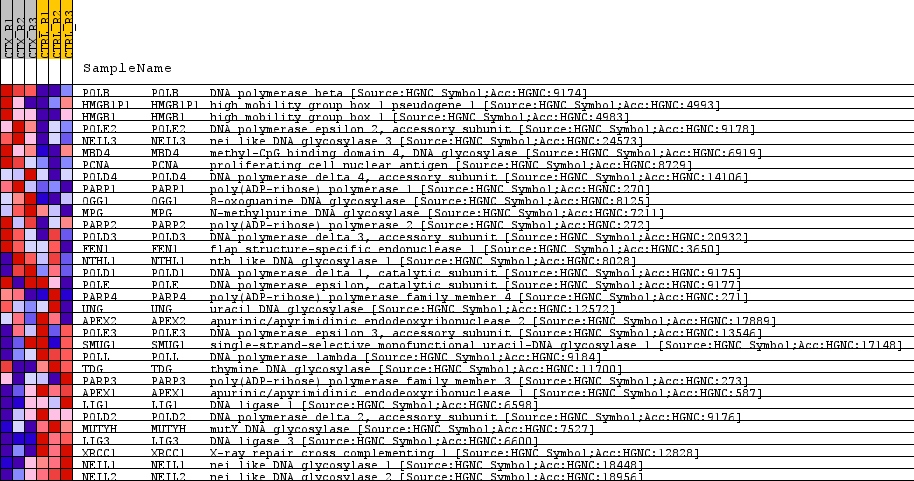 CTX_R1 CTX_R2 CTX_R3 CTRL_R1 CTRL_R2 CTRL_R3
SampleName
POLB POLB DNA polymerase beta [Source:HGNC Symbol;Acc:HGNC:9174]
HMGB1P1 HMGB1P1 high mobility group box 1 pseudogene 1 [Source:HGNC Symbol;Acc:HGNC:4993]
HMGB1 HMGB1 high mobility group box 1 [Source:HGNC Symbol;Acc:HGNC:4983]
POLE2 POLE2 DNA polymerase epsilon 2, accessory subunit [Source:HGNC Symbol;Acc:HGNC:9178]
NEIL3 NEIL3 nei like DNA glycosylase 3 [Source:HGNC Symbol;Acc:HGNC:24573]
MBD4 MBD4 methyl-CpG binding domain 4, DNA glycosylase [Source:HGNC Symbol;Acc:HGNC:6919]
PCNA PCNA proliferating cell nuclear antigen [Source:HGNC Symbol;Acc:HGNC:8729]
POLD4 POLD4 DNA polymerase delta 4, accessory subunit [Source:HGNC Symbol;Acc:HGNC:14106]
PARP1 PARP1 poly(ADP-ribose) polymerase 1 [Source:HGNC Symbol;Acc:HGNC:270]
OGG1 OGG1 8-oxoguanine DNA glycosylase [Source:HGNC Symbol;Acc:HGNC:8125]
MPG MPG N-methylpurine DNA glycosylase [Source:HGNC Symbol;Acc:HGNC:7211]
PARP2 PARP2 poly(ADP-ribose) polymerase 2 [Source:HGNC Symbol;Acc:HGNC:272]
POLD3 POLD3 DNA polymerase delta 3, accessory subunit [Source:HGNC Symbol;Acc:HGNC:20932]
FEN1 FEN1 flap structure-specific endonuclease 1 [Source:HGNC Symbol;Acc:HGNC:3650]
NTHL1 NTHL1 nth like DNA glycosylase 1 [Source:HGNC Symbol;Acc:HGNC:8028]
POLD1 POLD1 DNA polymerase delta 1, catalytic subunit [Source:HGNC Symbol;Acc:HGNC:9175]
POLE POLE DNA polymerase epsilon, catalytic subunit [Source:HGNC Symbol;Acc:HGNC:9177]
PARP4 PARP4 poly(ADP-ribose) polymerase family member 4 [Source:HGNC Symbol;Acc:HGNC:271]
UNG UNG uracil DNA glycosylase [Source:HGNC Symbol;Acc:HGNC:12572]
APEX2 APEX2 apurinic/apyrimidinic endodeoxyribonuclease 2 [Source:HGNC Symbol;Acc:HGNC:17889]
POLE3 POLE3 DNA polymerase epsilon 3, accessory subunit [Source:HGNC Symbol;Acc:HGNC:13546]
SMUG1 SMUG1 single-strand-selective monofunctional uracil-DNA glycosylase 1 [Source:HGNC Symbol;Acc:HGNC:17148]
POLL POLL DNA polymerase lambda [Source:HGNC Symbol;Acc:HGNC:9184]
TDG TDG thymine DNA glycosylase [Source:HGNC Symbol;Acc:HGNC:11700]
PARP3 PARP3 poly(ADP-ribose) polymerase family member 3 [Source:HGNC Symbol;Acc:HGNC:273]
APEX1 APEX1 apurinic/apyrimidinic endodeoxyribonuclease 1 [Source:HGNC Symbol;Acc:HGNC:587]
LIG1 LIG1 DNA ligase 1 [Source:HGNC Symbol;Acc:HGNC:6598]
POLD2 POLD2 DNA polymerase delta 2, accessory subunit [Source:HGNC Symbol;Acc:HGNC:9176]
MUTYH MUTYH mutY DNA glycosylase [Source:HGNC Symbol;Acc:HGNC:7527]
LIG3 LIG3 DNA ligase 3 [Source:HGNC Symbol;Acc:HGNC:6600]
XRCC1 XRCC1 X-ray repair cross complementing 1 [Source:HGNC Symbol;Acc:HGNC:12828]
NEIL1 NEIL1 nei like DNA glycosylase 1 [Source:HGNC Symbol;Acc:HGNC:18448]
NEIL2 NEIL2 nei like DNA glycosylase 2 [Source:HGNC Symbol;Acc:HGNC:18956]